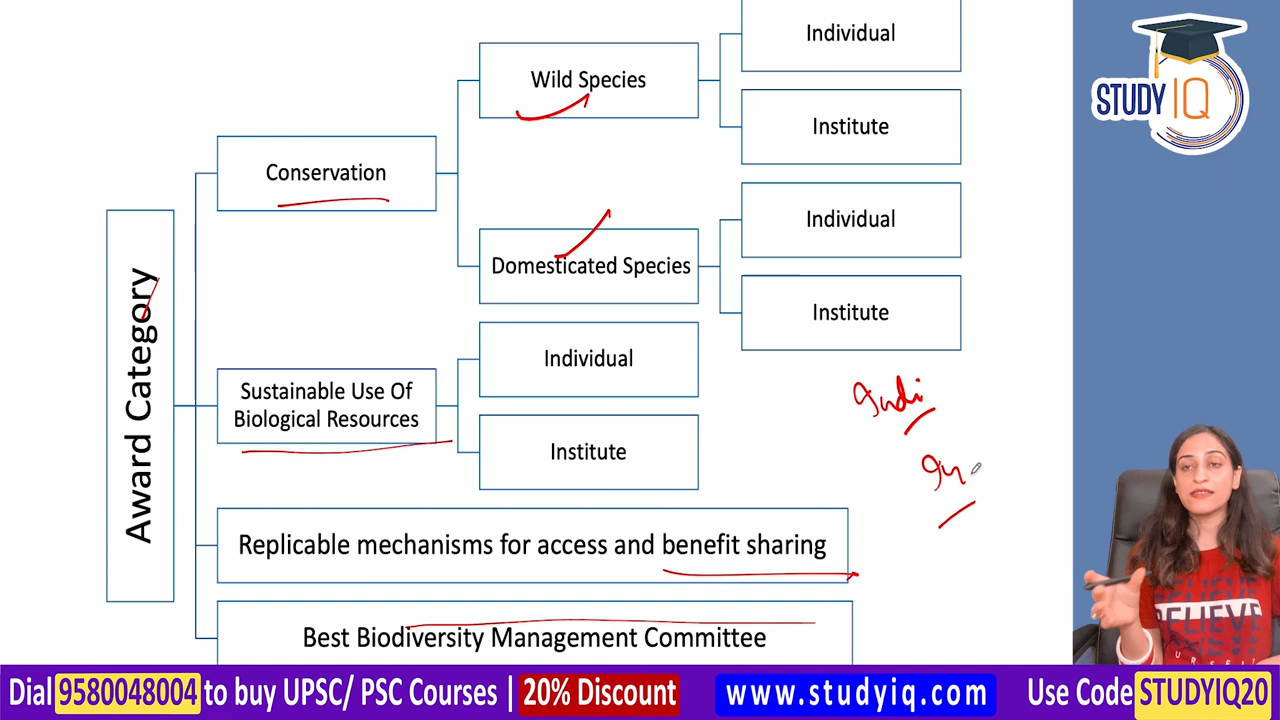 Individual
Wild Species
Institute
STUDY IQ
Conservation
Individual
Domesticated Species
Institute
Award Category
Individual
Sustainable Use Of
Biological Resources
Institute
Indi
Replicable mechanisms for access and benefit sharing
Best Biodiversity Management Committee
BELIEVE
Dial 9580048004 to buy UPSC/ PSC Courses | 20% Discount
www.studyiq.com
Use Code STUDYIQ20